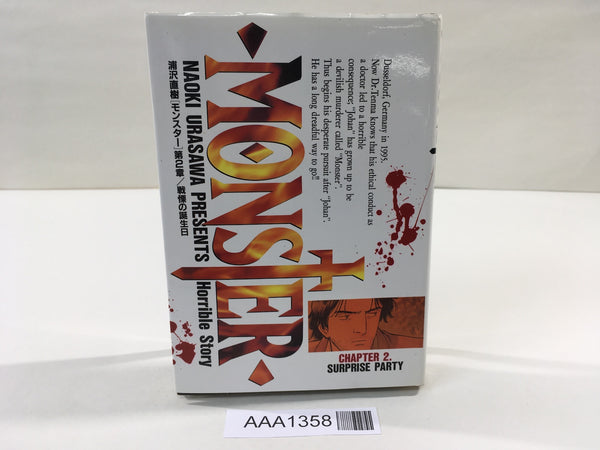 Dusseldorf, Germany in 1995.
Now Dr.Tenma knows that his ethical conduct as
a doctor led to a horrible
consequence; "Johan" has grown up to be
a devilish murderer called "Monster".
Thus begins his desperate pursuit after "Johan".
He has a long dreadful way to go!!
MONSTER
NAOKI URASAWA PRESENTS Horrible Story
浦沢直樹［モンスター］第2章／戦慄の誕生日
CHAPTER 2.
SURPRISE PARTY
AAA1358